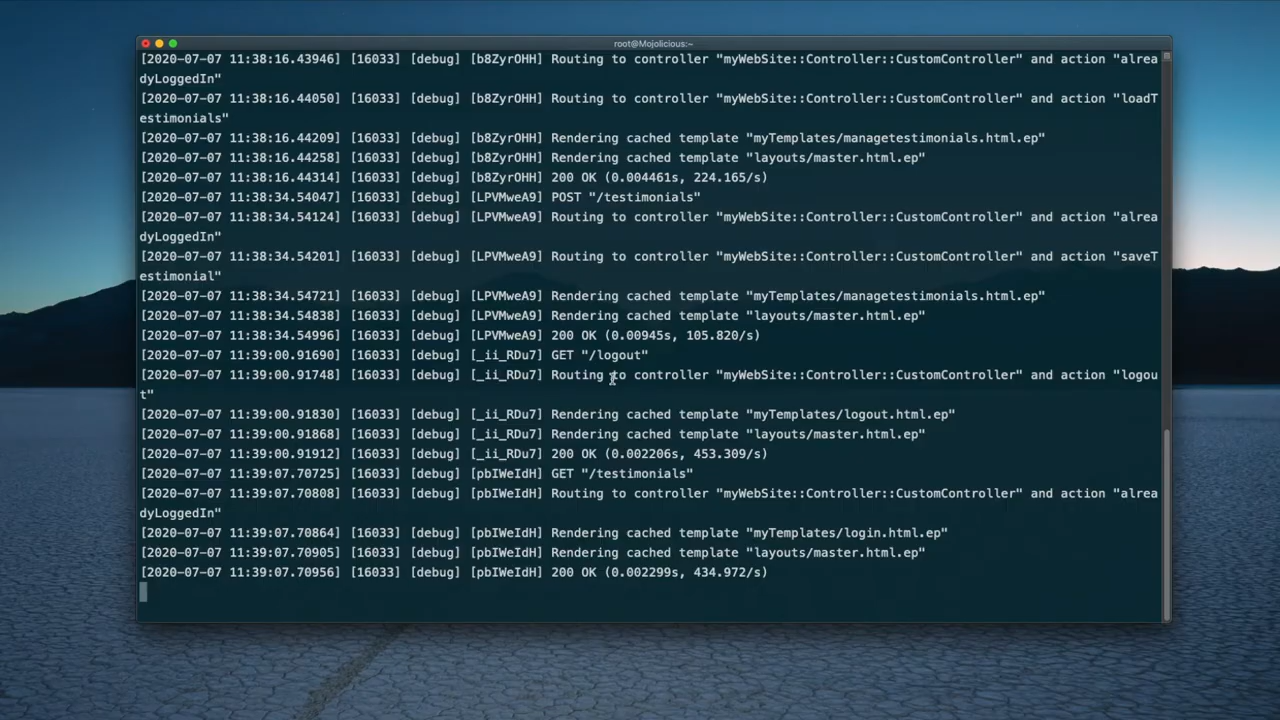 root@Mojolicious:~
[2020-07-07 11:38:16.43946] [16033] [debug] [b8ZyrOHH] Routing to controller "myWebSite::Controller::CustomController" and action "alrea
dyLoggedIn"
[2020-07-07 11:38:16.44050] [16033] [debug] [b8ZyrOHH] Routing to controller "myWebSite::Controller::CustomController" and action "loadT
estimonials"
[2020-07-07 11:38:16.44209] [16033] [debug] [b8ZyrOHH] Rendering cached template "myTemplates/managetestimonials.html.ep"
[2020-07-07 11:38:16.44258] [16033] [debug] [b8ZyrOHH] Rendering cached template "layouts/master.html.ep"
[2020-07-07 11:38:16.44314] [16033] [debug] [b8ZyrOHH] 200 OK (0.004461s, 224.165/s)
[2020-07-07 11:38:34.54047] [16033] [debug] [LPVMweA9] POST "/testimonials"
[2020-07-07 11:38:34.54124] [16033] [debug] [LPVMweA9] Routing to controller "myWebSite::Controller::CustomController" and action "alrea
dyLoggedIn"
[2020-07-07 11:38:34.54201] [16033] [debug] [LPVMweA9] Routing to controller "myWebSite::Controller::CustomController" and action "saveT
estimonial"
[2020-07-07 11:38:34.54721] [16033] [debug] [LPVMweA9] Rendering cached template "myTemplates/managetestimonials.html.ep"
[2020-07-07 11:38:34.54838] [16033] [debug] [LPVMweA9] Rendering cached template "layouts/master.html.ep"
[2020-07-07 11:38:34.54996] [16033] [debug] [LPVMweA9] 200 OK (0.00945s, 105.820/s)
[2020-07-07 11:39:00.91690] [16033] [debug] [_ii_RDu7] GET "/logout"
[2020-07-07 11:39:00.91748] [16033] [debug] [_ii_RDu7] Routing to controller "myWebSite::Controller::CustomController" and action "logou
t"
[2020-07-07 11:39:00.91830] [16033] [debug] [_ii_RDu7] Rendering cached template "myTemplates/logout.html.ep"
[2020-07-07 11:39:00.91868] [16033] [debug] [_ii_RDu7] Rendering cached template "layouts/master.html.ep"
[2020-07-07 11:39:00.91912] [16033] [debug] [_ii_RDu7] 200 OK (0.002206s, 453.309/s)
[2020-07-07 11:39:07.70725] [16033] [debug] [pbIWeIdH] GET "/testimonials"
[2020-07-07 11:39:07.70808] [16033] [debug] [pbIWeIdH] Routing to controller "myWebSite::Controller::CustomController" and action "alrea
dyLoggedIn"
[2020-07-07 11:39:07.70864] [16033] [debug] [pbIWeIdH] Rendering cached template "myTemplates/login.html.ep"
[2020-07-07 11:39:07.70905] [16033] [debug] [pbIWeIdH] Rendering cached template "layouts/master.html.ep"
[2020-07-07 11:39:07.70956] [16033] [debug] [pbIWeIdH] 200 OK (0.002299s, 434.972/s)